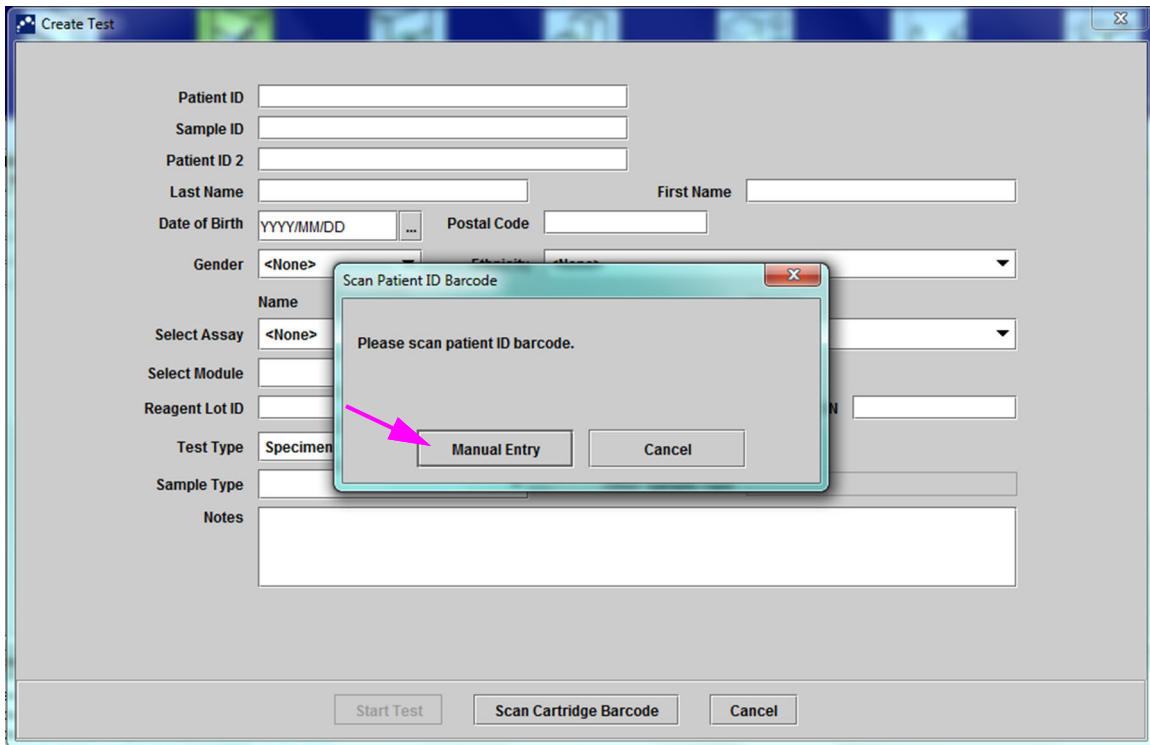 Create Test
Patient ID
Sample ID
Patient ID 2
Last Name First Name
Date of Birth YYYY/MM/DD ... Postal Code
Gender <None>
Scan Patient ID Barcode
Name
Select Assay <None>
Please scan patient ID barcode.
Select Module
Reagent Lot ID
Test Type Specimen
Manual Entry Cancel
Sample Type
Notes
Start Test Scan Cartridge Barcode Cancel